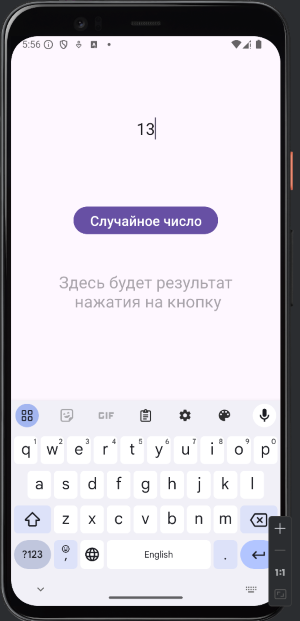 5:56
13
Случайное число
Здесь будет результат
нажатия на кнопку
GIF
q1 w2 e3 r4 t5 y6 u7 i8 o9 p0
a s d f g h j k l
z x c v b n m
?123 , English .
1:1